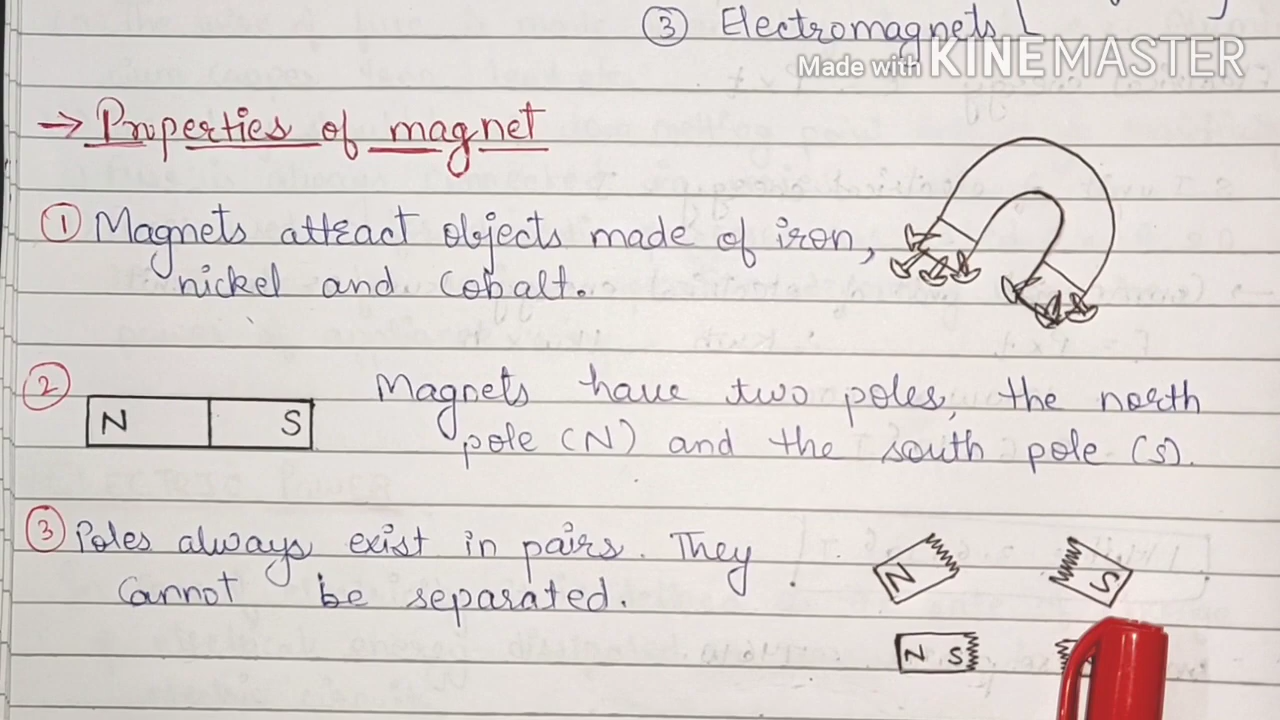 ③ Electromagnets
Made with KINEMASTER
→ Properties of magnet
① Magnets attract objects made of iron,
nickel and cobalt.
② Magnets have two poles, the north
N S
pole (N) and the south pole (S).
③ Poles always exist in pairs. They
cannot be separated.
N S
N S